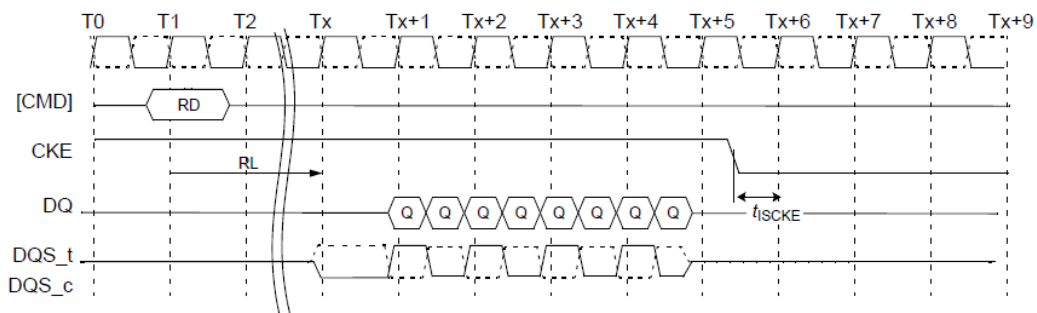 T0 T1 T2 Tx Tx+1 Tx+2 Tx+3 Tx+4 Tx+5 Tx+6 Tx+7 Tx+8 Tx+9
[CMD] RD
CKE
RL
DQ Q Q Q Q Q Q Q Q tISCKE
DQS_t
DQS_c